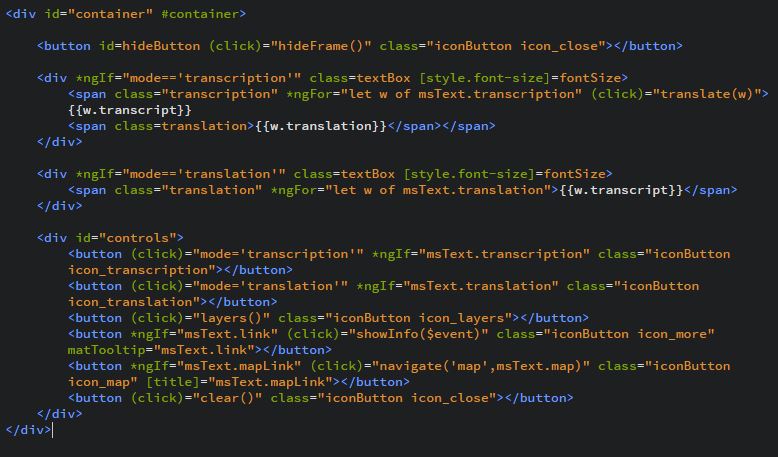 <div id="container" #container>
<button id=hideButton (click)="hideFrame()" class="iconButton icon_close"></button>
<div *ngIf="mode=='transcription'" class=textBox [style.font-size]=fontSize>
<span class="transcription" *ngFor="let w of msText.transcription" (click)="translate(w)">
{{w.transcript}}
<span class=translation>{{w.translation}}</span></span>
</div>
<div *ngIf="mode=='translation'" class=textBox [style.font-size]=fontSize>
<span class="translation" *ngFor="let w of msText.translation">{{w.transcript}}</span>
</div>
<div id="controls">
<button (click)="mode='transcription'" *ngIf="msText.transcription" class="iconButton
icon_transcription"></button>
<button (click)="mode='translation'" *ngIf="msText.translation" class="iconButton
icon_translation"></button>
<button (click)="layers()" class="iconButton icon_layers"></button>
<button *ngIf="msText.link" (click)="showInfo($event)" class="iconButton icon_more"
matTooltip="msText.link"></button>
<button *ngIf="msText.mapLink" (click)="navigate('map',msText.map)" class="iconButton
icon_map" [title]="msText.mapLink"></button>
<button (click)="clear()" class="iconButton icon_close"></button>
</div>
</div>